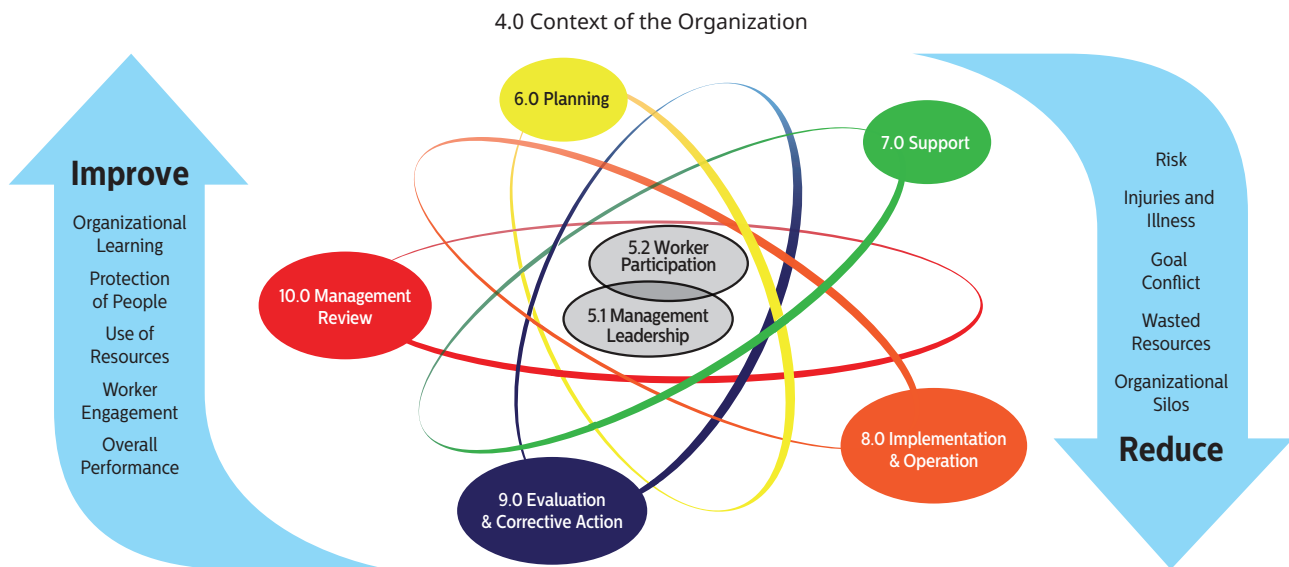 4.0 Context of the Organization
Improve
Organizational
Learning
Protection
of People
Use of
Resources
Worker
Engagement
Overall
Performance
6.0 Planning
7.0 Support
5.2 Worker
Participation
5.1 Management
Leadership
10.0 Management
Review
8.0 Implementation
& Operation
9.0 Evaluation
& Corrective Action
Risk
Injuries and
Illness
Goal
Conflict
Wasted
Resources
Organizational
Silos
Reduce